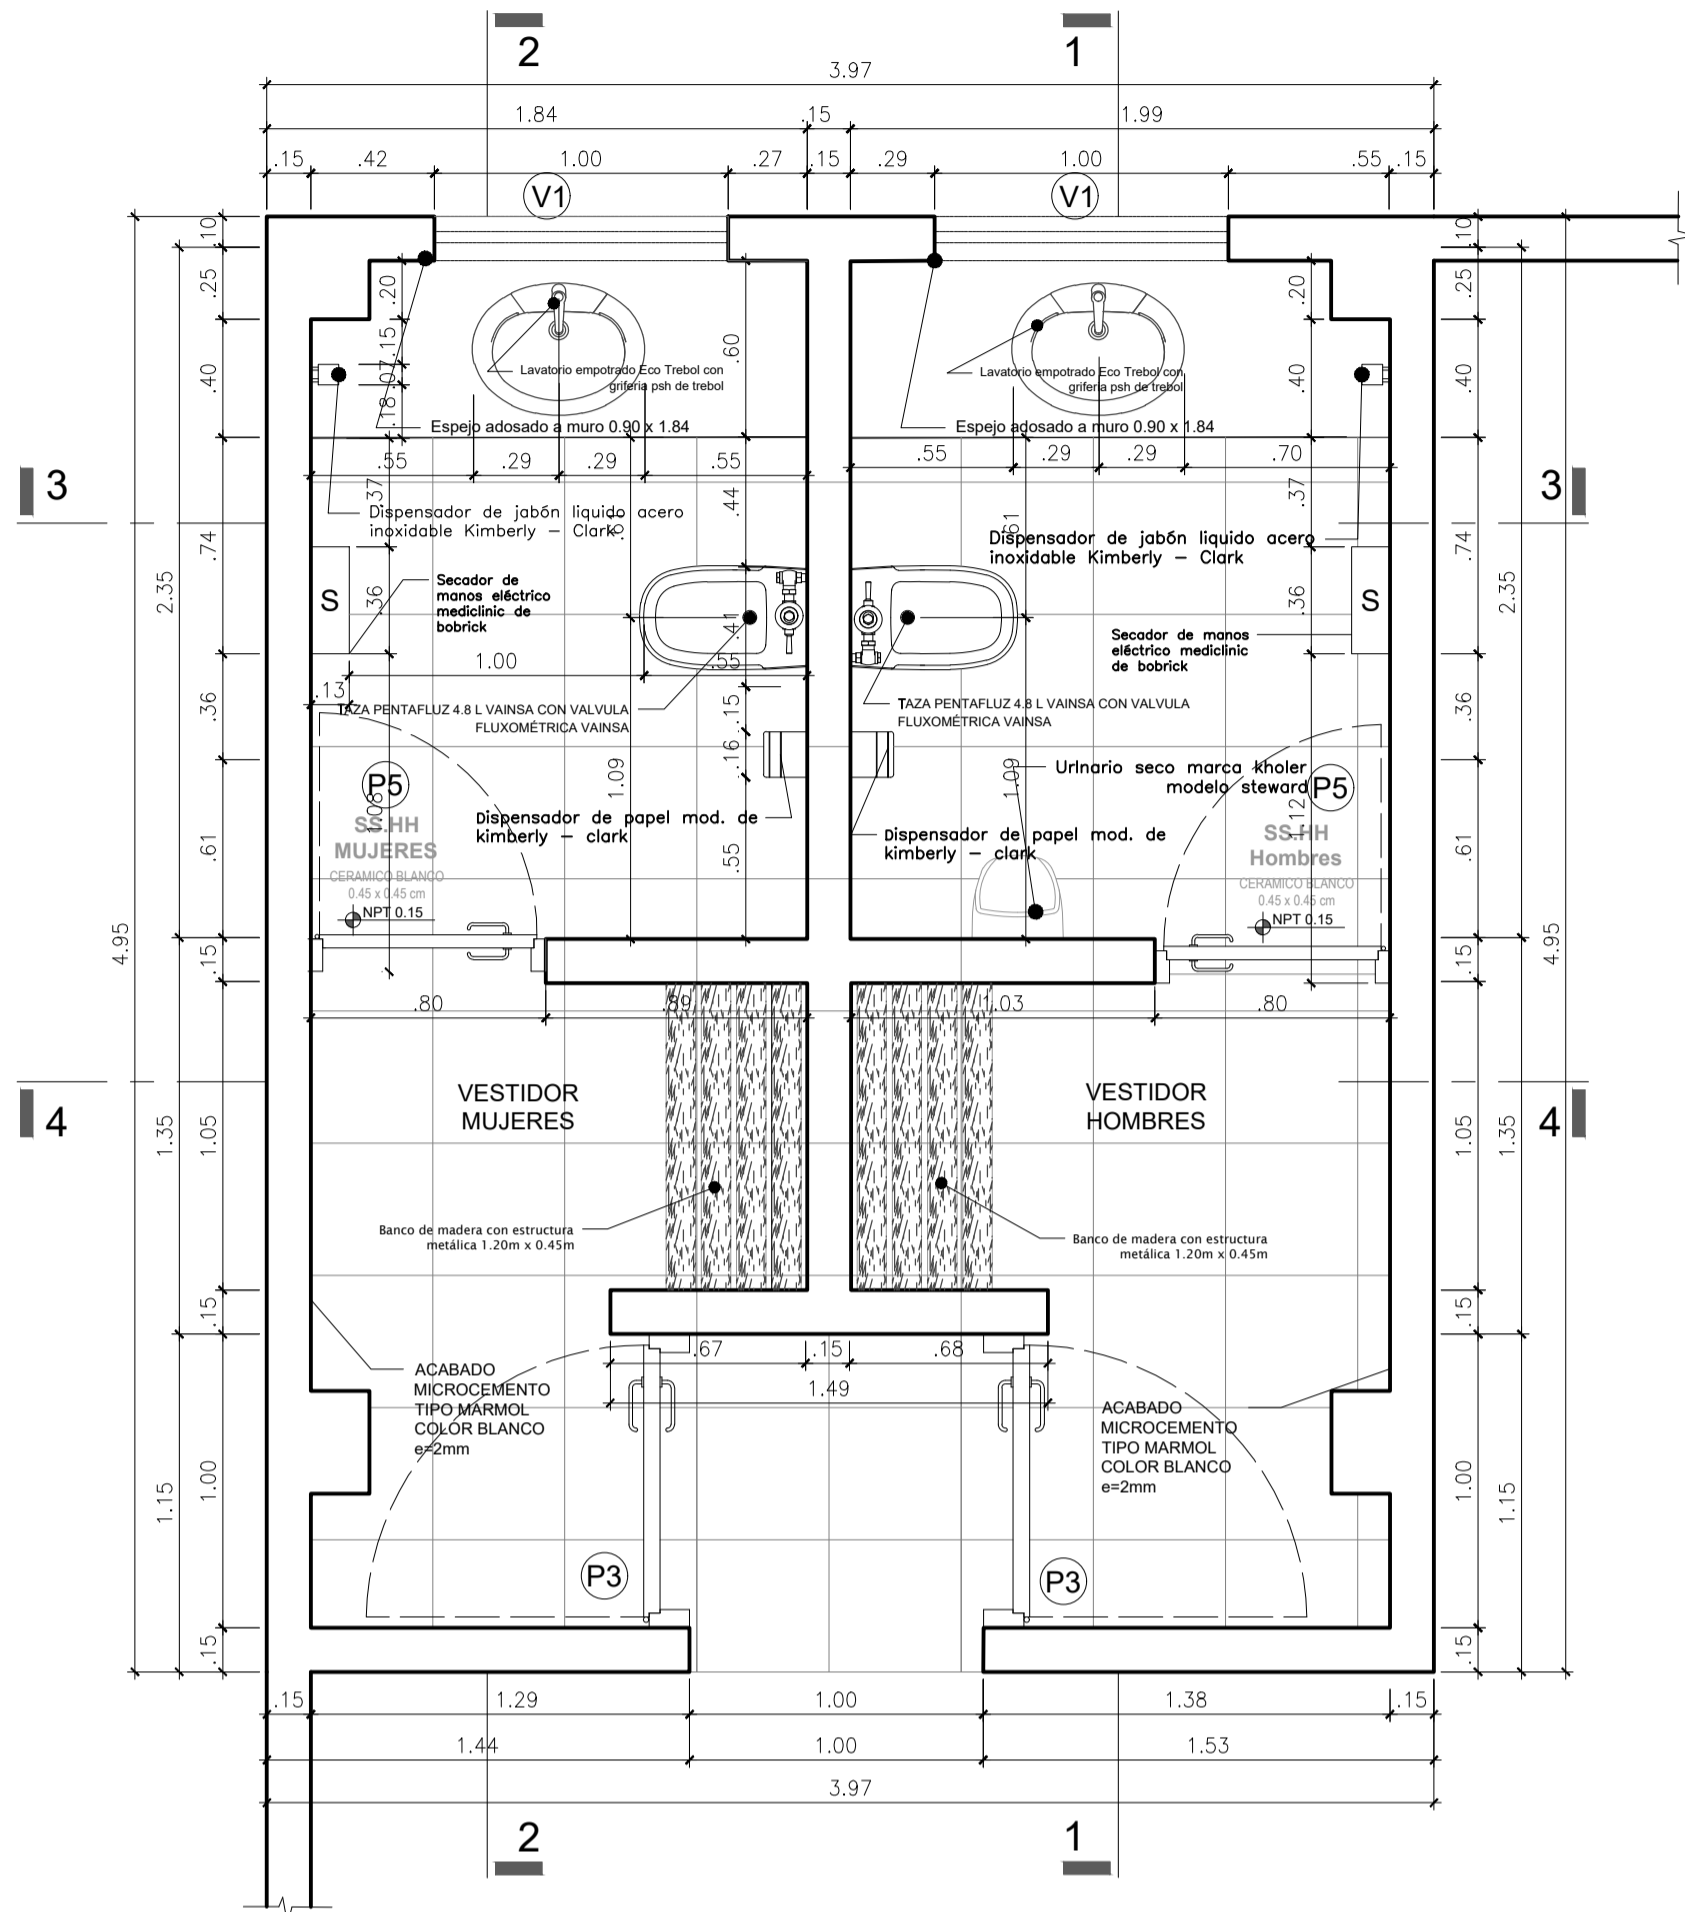 2
1
3.97
1.84
.15
1.99
.15
.42
1.00
.27
.15
.29
1.00
.55
.15
V1
V1
.10
.25
.40
.74
.36
.61
.15
1.05
.15
1.00
.15
2.35
1.35
1.15
4.95
.20
.15
.07
.18
.60
.20
.40
.10
.25
.40
.74
.36
.61
.15
1.05
.15
1.00
.15
2.35
1.35
1.15
4.95
Lavatorio empotrado Eco Trebol con
griferia psh de trebol
Lavatorio empotrado Eco Trebol con
griferia psh de trebol
Espejo adosado a muro 0.90 x 1.84
Espejo adosado a muro 0.90 x 1.84
.55
.29
.29
.55
.55
.29
.29
.70
3
3
.37
.44
.61
.37
Dispensador de jabón liquido acero
inoxidable Kimberly – Clark
Dispensador de jabón liquido acero
inoxidable Kimberly – Clark
S
.36
Secador de
manos eléctrico
mediclinic de
bobrick
.41
.36
S
Secador de manos
eléctrico mediclinic
de bobrick
1.00
.55
.13
TAZA PENTAFLUZ 4.8 L VAINSA CON VALVULA
FLUXOMÉTRICA VAINSA
TAZA PENTAFLUZ 4.8 L VAINSA CON VALVULA
FLUXOMÉTRICA VAINSA
.15
.16
.55
1.09
1.09
1.08
1.12
P5
P5
Urinario seco marca kholer
modelo steward
Dispensador de papel mod. de
kimberly – clark
Dispensador de papel mod. de
kimberly – clark
SS.HH
MUJERES
CERAMICO BLANCO
0.45 x 0.45 cm
NPT 0.15
SS.HH
Hombres
CERAMICO BLANCO
0.45 x 0.45 cm
NPT 0.15
.80
.89
1.03
.80
4
4
VESTIDOR
MUJERES
VESTIDOR
HOMBRES
Banco de madera con estructura
metálica 1.20m x 0.45m
Banco de madera con estructura
metálica 1.20m x 0.45m
.67
.15
.68
1.49
ACABADO
MICROCEMENTO
TIPO MARMOL
COLOR BLANCO
e=2mm
ACABADO
MICROCEMENTO
TIPO MARMOL
COLOR BLANCO
e=2mm
P3
P3
.15
1.29
1.00
1.38
.15
1.44
1.00
1.53
3.97
2
1